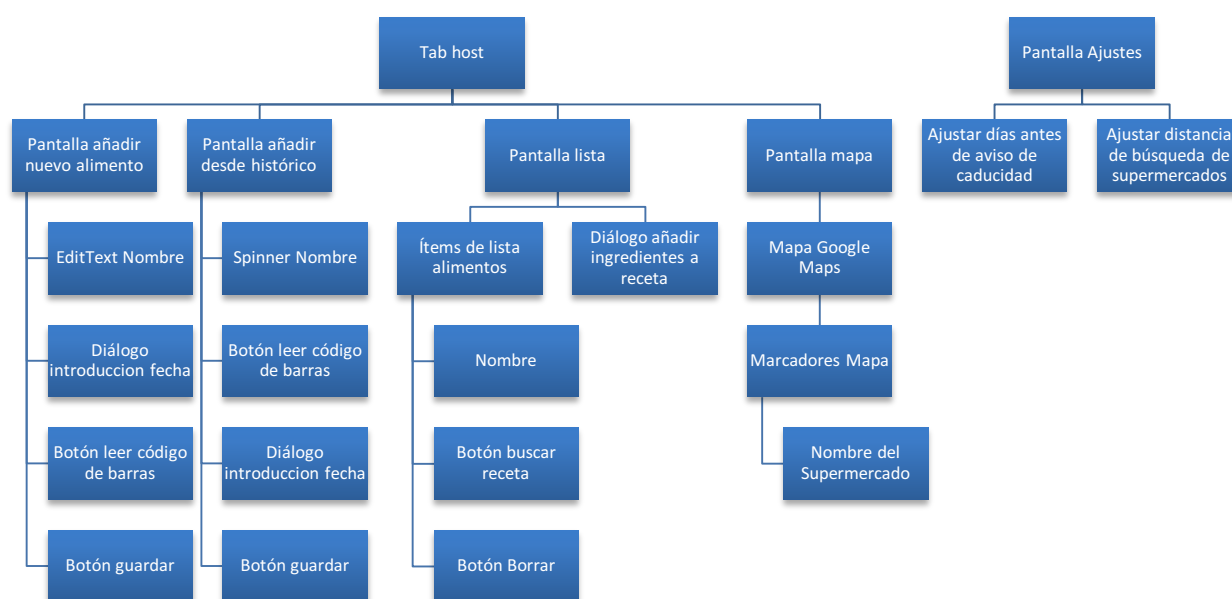 Tab host
Pantalla Ajustes
Pantalla añadir
nuevo alimento
Pantalla añadir
desde histórico
Pantalla lista
Pantalla mapa
Ajustar días antes
de aviso de
caducidad
Ajustar distancia
de búsqueda de
supermercados
EditText Nombre
Spinner Nombre
Ítems de lista
alimentos
Diálogo añadir
ingredientes a
receta
Mapa Google
Maps
Diálogo
introduccion fecha
Botón leer código
de barras
Nombre
Marcadores Mapa
Botón leer código
de barras
Diálogo
introduccion fecha
Botón buscar
receta
Nombre del
Supermercado
Botón guardar
Botón guardar
Botón Borrar